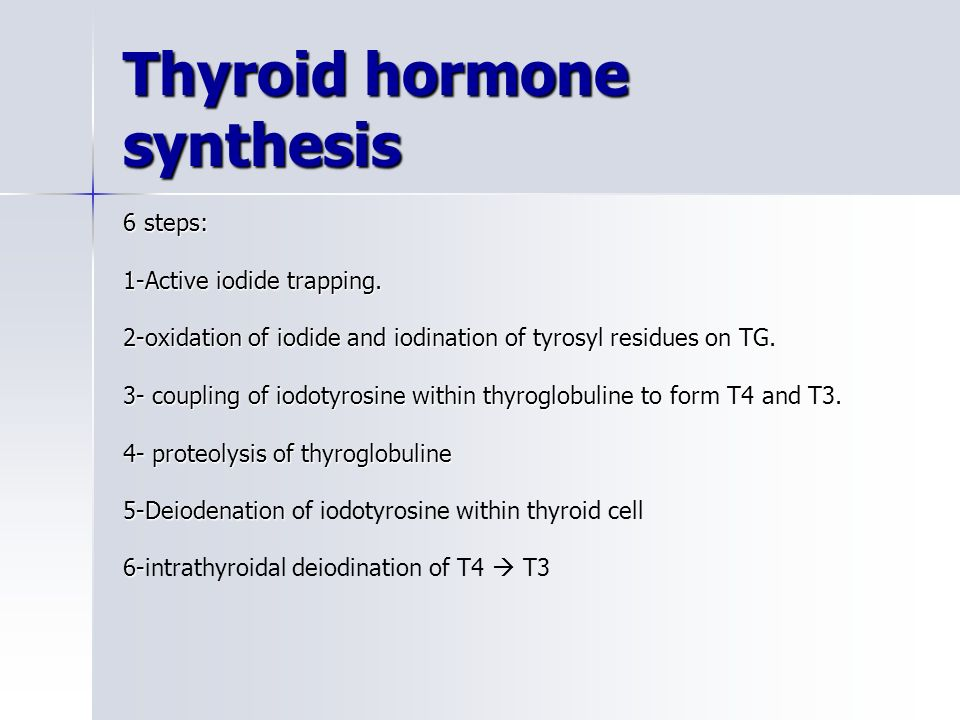 Thyroid hormone
synthesis
6 steps:
1-Active iodide trapping.
2-oxidation of iodide and iodination of tyrosyl residues on TG.
3- coupling of iodotyrosine within thyroglobuline to form T4 and T3.
4- proteolysis of thyroglobuline
5-Deiodenation of iodotyrosine within thyroid cell
6-intrathyroidal deiodination of T4 → T3